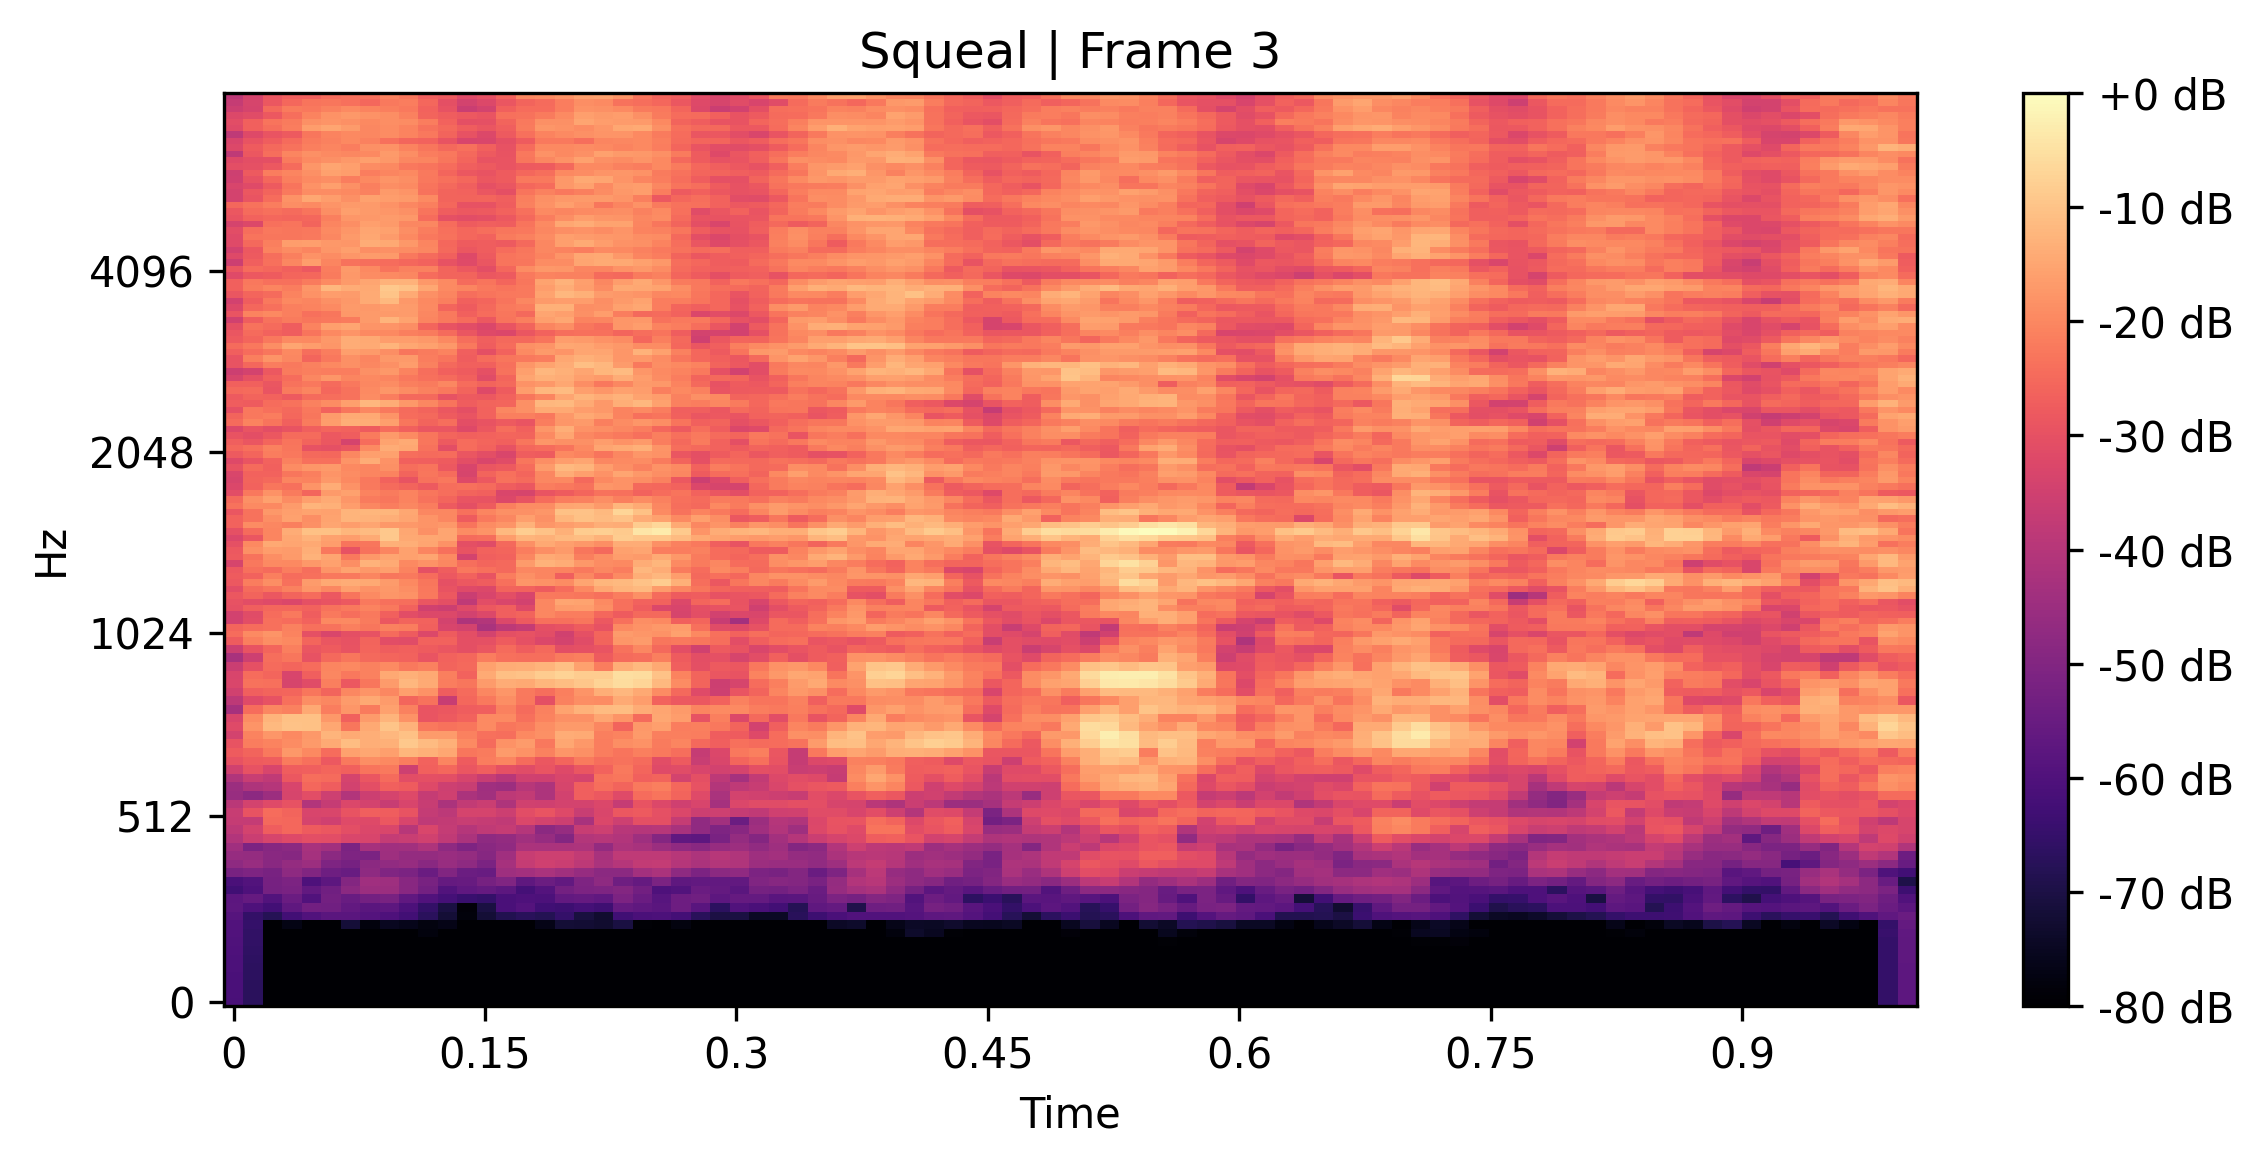 Squeal | Frame 3
Hz
4096
2048
1024
512
0
0 0.15 0.3 0.45 0.6 0.75 0.9
Time
+0 dB
-10 dB
-20 dB
-30 dB
-40 dB
-50 dB
-60 dB
-70 dB
-80 dB